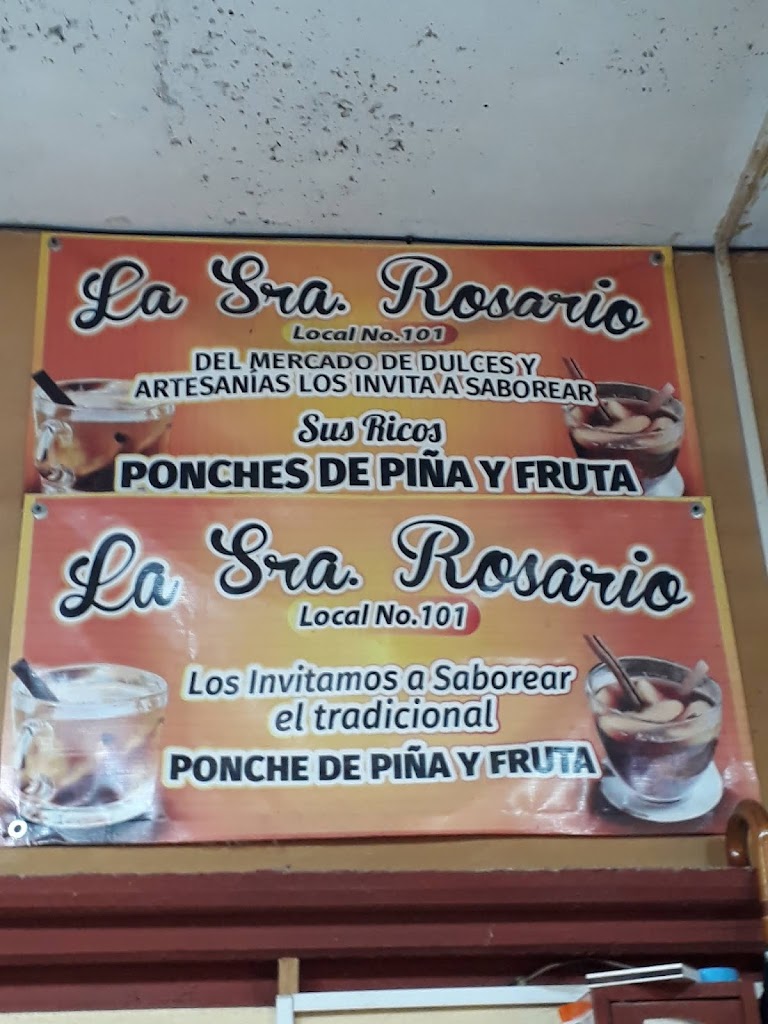 La Sra. Rosario
Local No.101
DEL MERCADO DE DULCES Y
ARTESANÍAS LOS INVITA A SABOREAR
Sus Ricos
PONCHES DE PIÑA Y FRUTA
La Sra. Rosario
Local No.101
Los Invitamos a Saborear
el tradicional
PONCHE DE PIÑA Y FRUTA